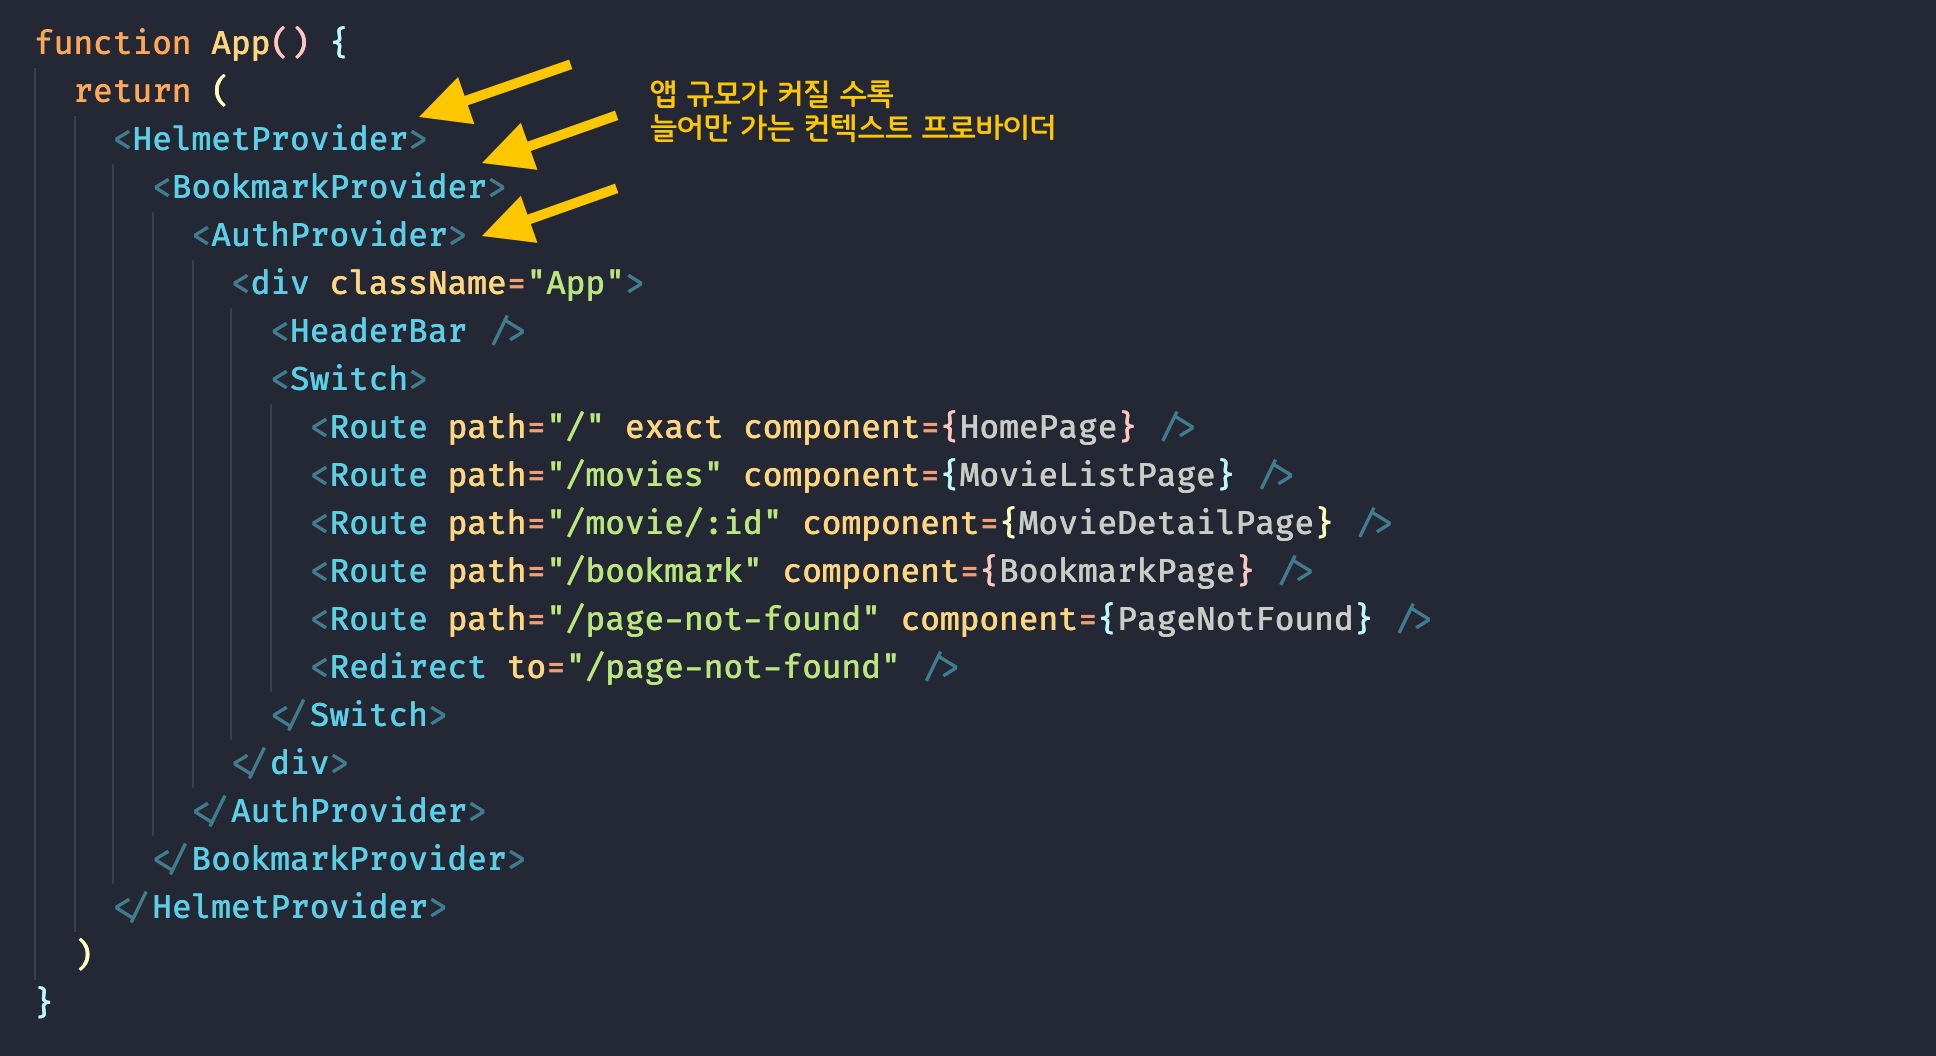 function App() {
return (
<HelmetProvider>
앱 규모가 커질 수록
늘어만 가는 컨텍스트 프로바이더
<BookmarkProvider>
<AuthProvider>
<div className="App">
<HeaderBar />
<Switch>
<Route path="/" exact component={HomePage} />
<Route path="/movies" component={MovieListPage} />
<Route path="/movie/:id" component={MovieDetailPage} />
<Route path="/bookmark" component={BookmarkPage} />
<Route path="/page-not-found" component={PageNotFound} />
<Redirect to="/page-not-found" />
</Switch>
</div>
</AuthProvider>
</BookmarkProvider>
</HelmetProvider>
)
}